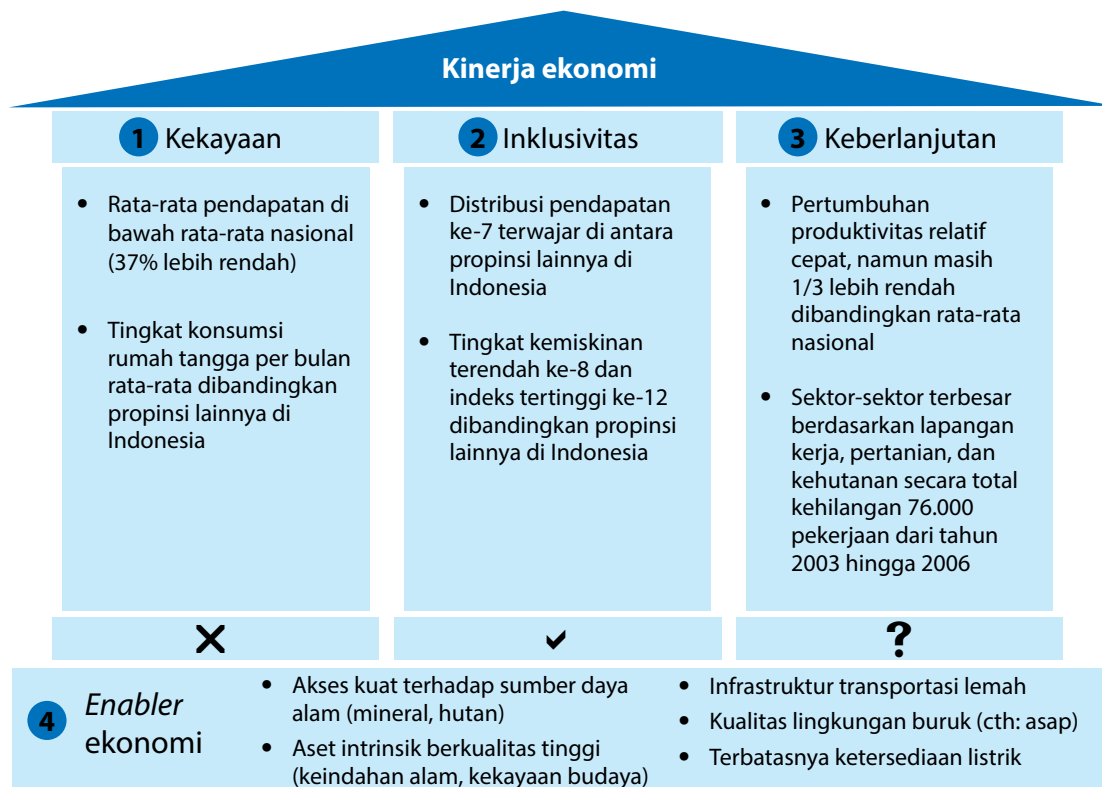 Kinerja ekonomi
1 Kekayaan
• Rata-rata pendapatan di
bawah rata-rata nasional
(37% lebih rendah)
• Tingkat konsumsi
rumah tangga per bulan
rata-rata dibandingkan
propinsi lainnya di
Indonesia
2 Inklusivitas
• Distribusi pendapatan
ke-7 terwajar di antara
propinsi lainnya di
Indonesia
• Tingkat kemiskinan
terendah ke-8 dan
indeks tertinggi ke-12
dibandingkan propinsi
lainnya di Indonesia
3 Keberlanjutan
• Pertumbuhan
produktivitas relatif
cepat, namun masih
1/3 lebih rendah
dibandingkan rata-rata
nasional
• Sektor-sektor terbesar
berdasarkan lapangan
kerja, pertanian, dan
kehutanan secara total
kehilangan 76.000
pekerjaan dari tahun
2003 hingga 2006
?
4 Enabler
ekonomi
• Akses kuat terhadap sumber daya
alam (mineral, hutan)
• Aset intrinsik berkualitas tinggi
(keindahan alam, kekayaan budaya)
• Infrastruktur transportasi lemah
• Kualitas lingkungan buruk (cth: asap)
• Terbatasnya ketersediaan listrik